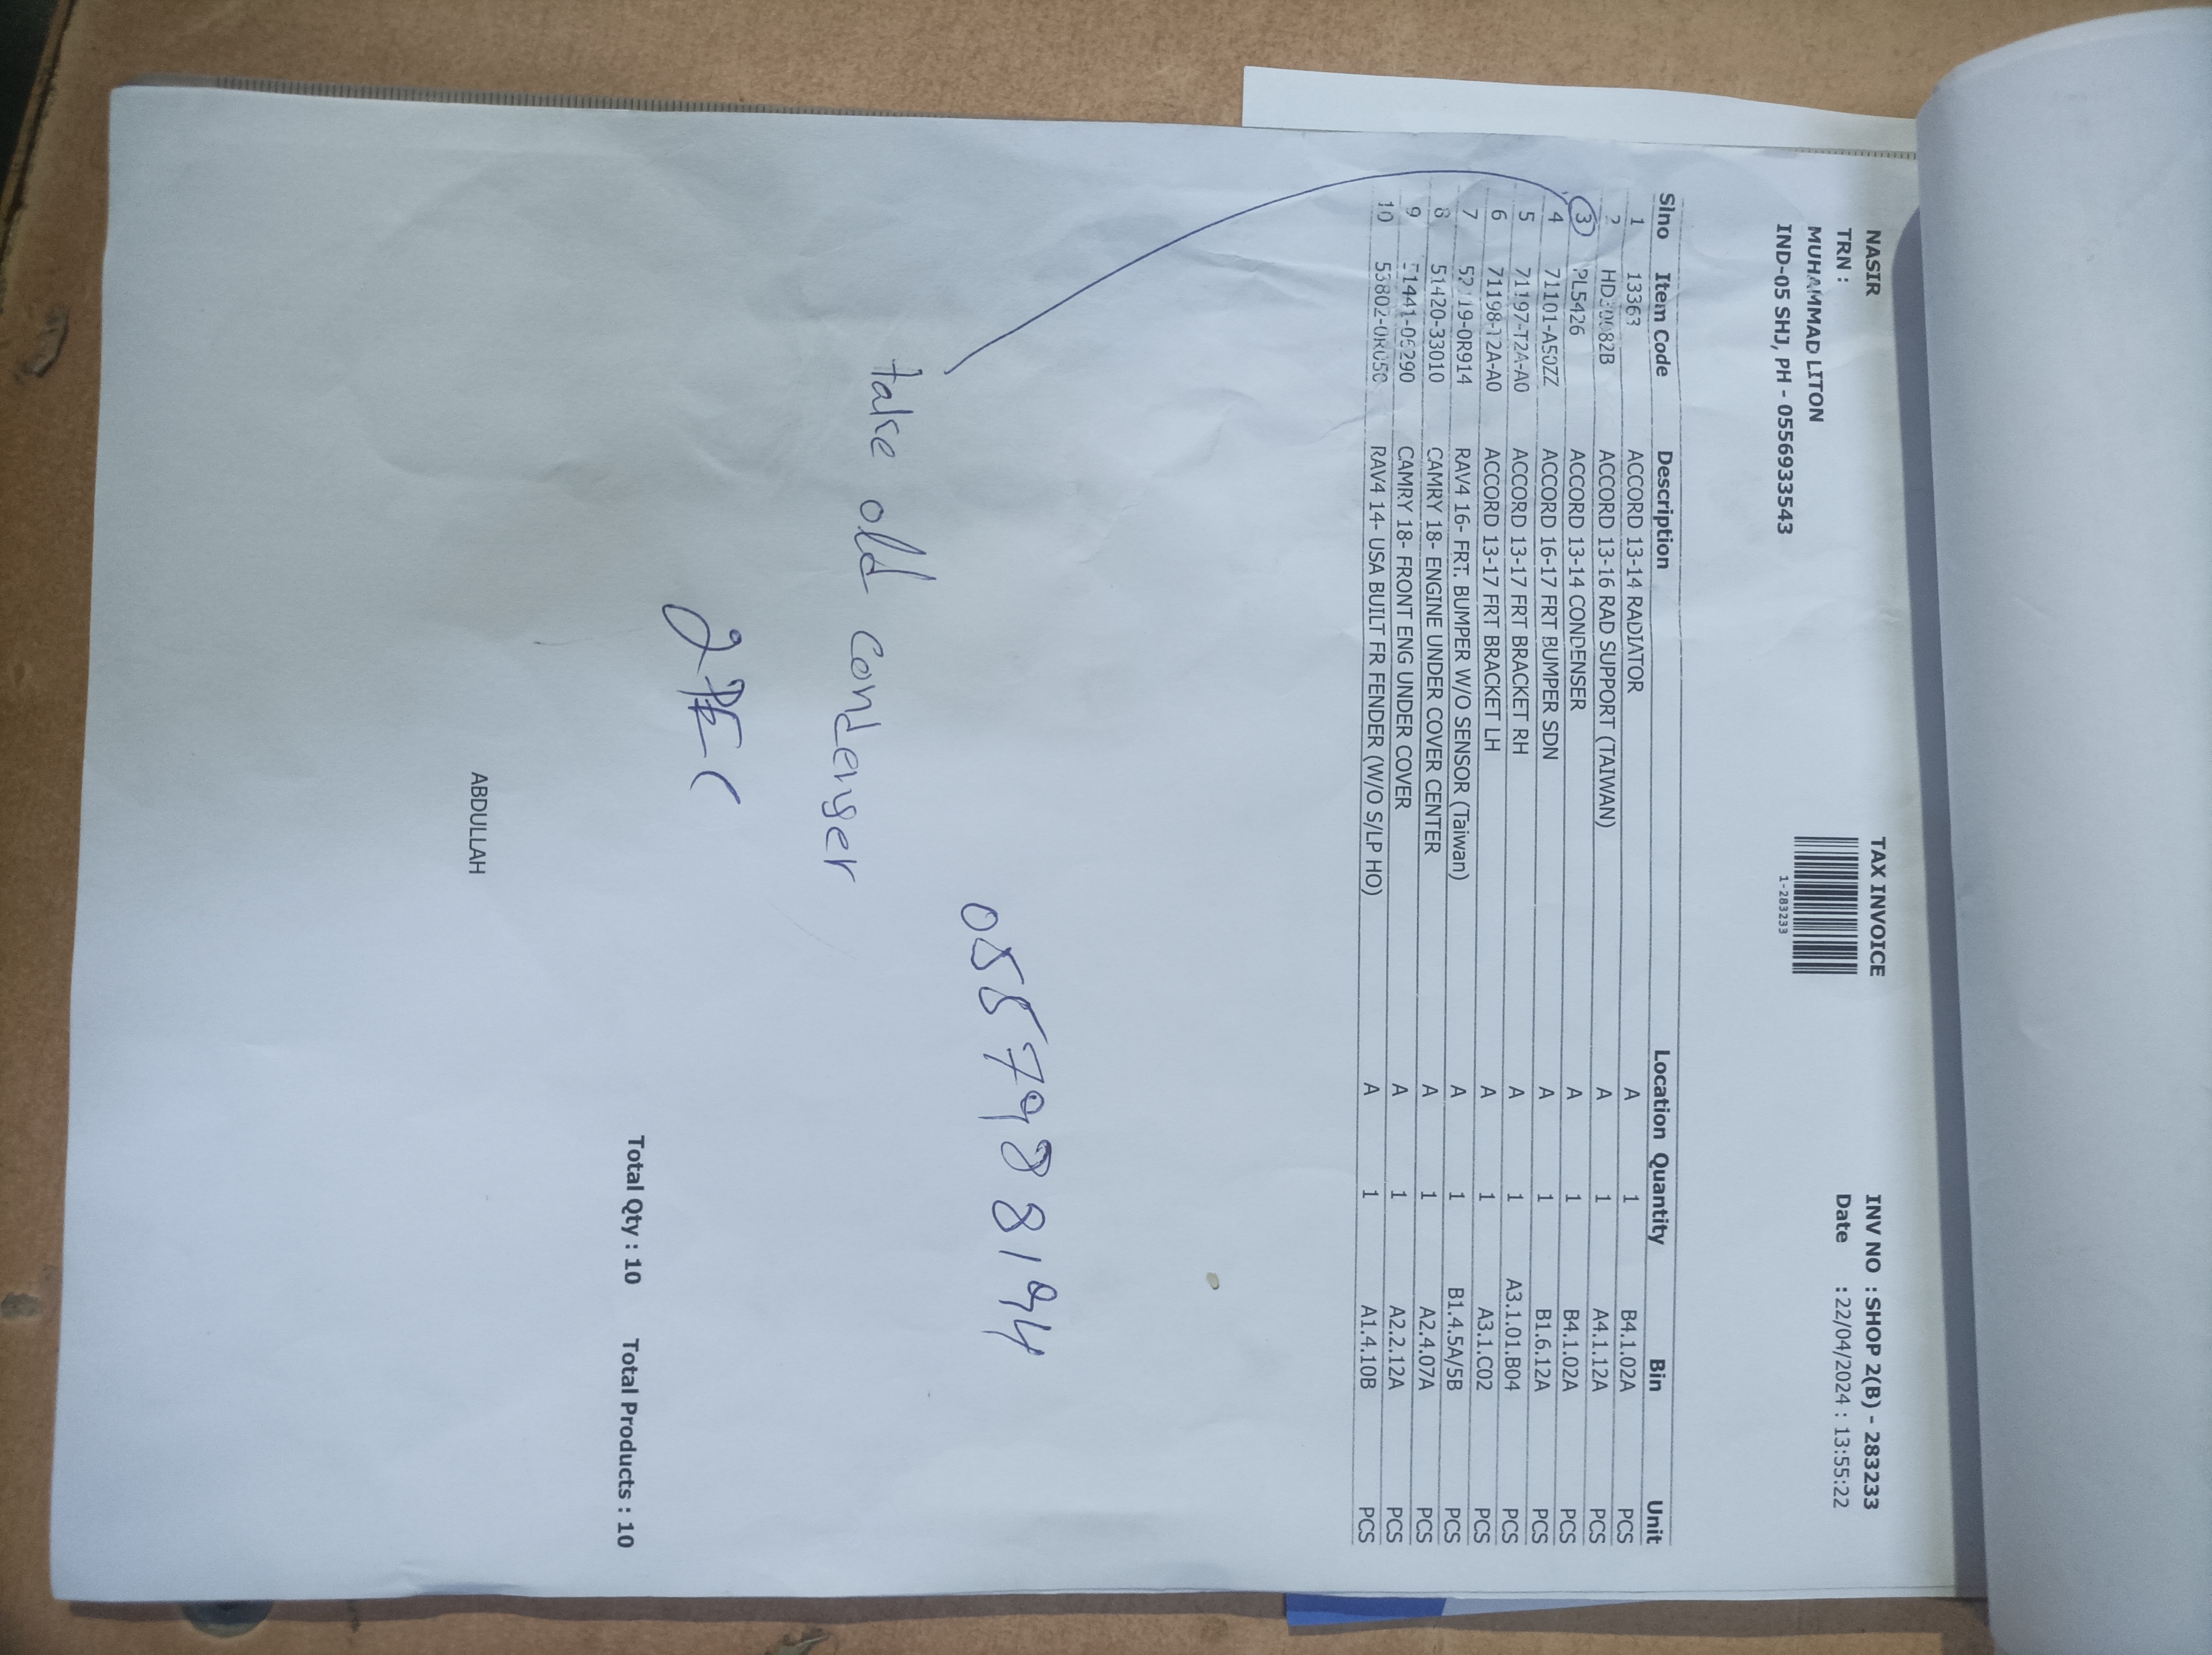 NASIR TAX INVOICE INV NO : SHOP 2(B) - 283233
TRN : Date : 22/04/2024 : 13:55:22
MUHAMMAD LITON
IND-05 SHJ, PH - 0556933543 1-283233
Slno Item Code Description Location Quantity Bin Unit
1 13363 ACCORD 13-14 RADIATOR A 1 B4.1.02A PCS
2 ACCORD 13-16 RAD SUPPORT (TAIWAN) A 1 A4.1.12A PCS
3 PL5426 ACCORD 13-14 CONDENSER A 1 B4.1.02A PCS
4 71101-A50ZZ ACCORD 16-17 FRT BUMPER SDN A 1 B1.6.12A PCS
5 71197-T2A-A0 ACCORD 13-17 FRT BRACKET RH A 1 A3.1.01.B04 PCS
6 71198-T2A-A0 ACCORD 13-17 FRT BRACKET LH A 1 A3.1.C02 PCS
7 52119-0R914 RAV4 16- FRT. BUMPER W/O SENSOR (Taiwan) A 1 B1.4.5A/5B PCS
8 51420-33010 CAMRY 18- ENGINE UNDER COVER CENTER A 1 A2.4.07A PCS
9 CAMRY 18- FRONT ENG UNDER COVER A 1 A2.2.12A PCS
10 RAV4 14- USA BUILT FR FENDER (W/O S/LP HO) A 1 A1.4.10B PCS
0557988194
take old condenser
Total Qty : 10 Total Products : 10
ABDULLAH